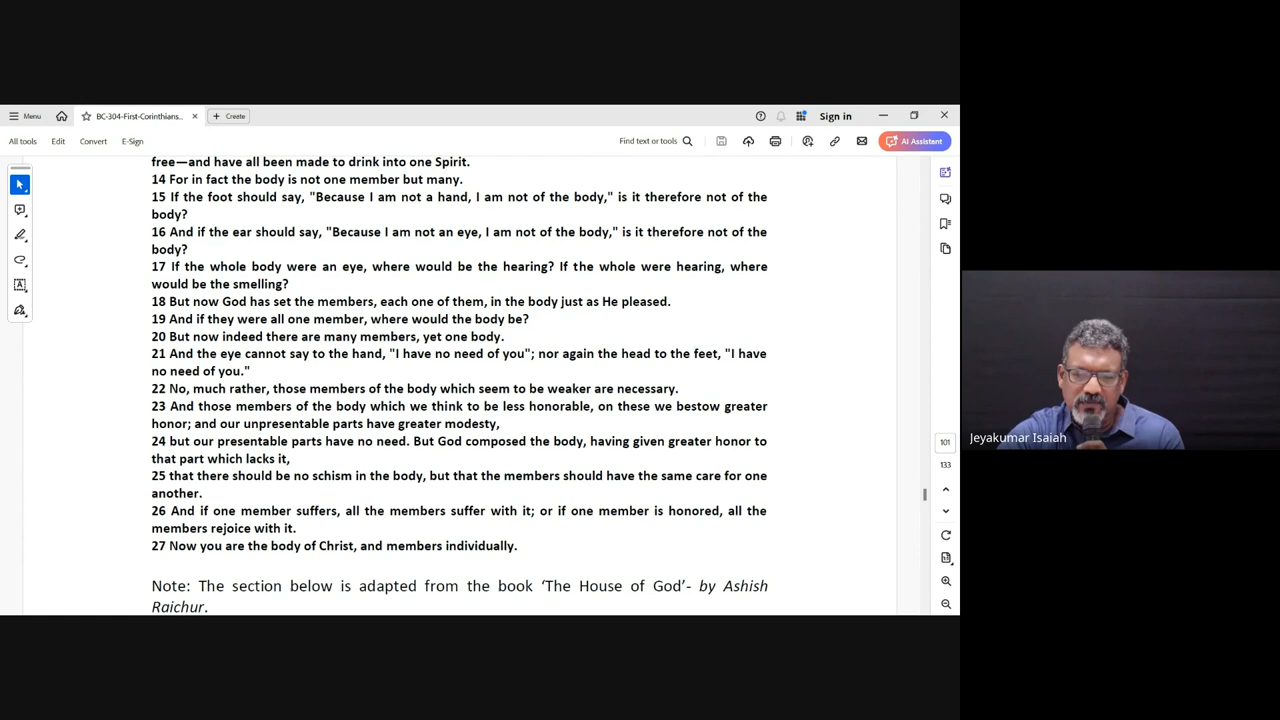 Menu
BC-304-First-Corinthians...
Create
Sign in
All tools
Edit
Convert
E-Sign
Find text or tools
AI Assistant
free—and have all been made to drink into one Spirit.
14 For in fact the body is not one member but many.
15 If the foot should say, "Because I am not a hand, I am not of the body," is it therefore not of the
body?
16 And if the ear should say, "Because I am not an eye, I am not of the body," is it therefore not of the
body?
17 If the whole body were an eye, where would be the hearing? If the whole were hearing, where
would be the smelling?
18 But now God has set the members, each one of them, in the body just as He pleased.
19 And if they were all one member, where would the body be?
20 But now indeed there are many members, yet one body.
21 And the eye cannot say to the hand, "I have no need of you"; nor again the head to the feet, "I have
no need of you."
22 No, much rather, those members of the body which seem to be weaker are necessary.
23 And those members of the body which we think to be less honorable, on these we bestow greater
honor; and our unpresentable parts have greater modesty,
24 but our presentable parts have no need. But God composed the body, having given greater honor to
that part which lacks it,
25 that there should be no schism in the body, but that the members should have the same care for one
another.
26 And if one member suffers, all the members suffer with it; or if one member is honored, all the
members rejoice with it.
27 Now you are the body of Christ, and members individually.
Note: The section below is adapted from the book ‘The House of God’- by Ashish
Raichur.
101
133
Jeyakumar Isaiah